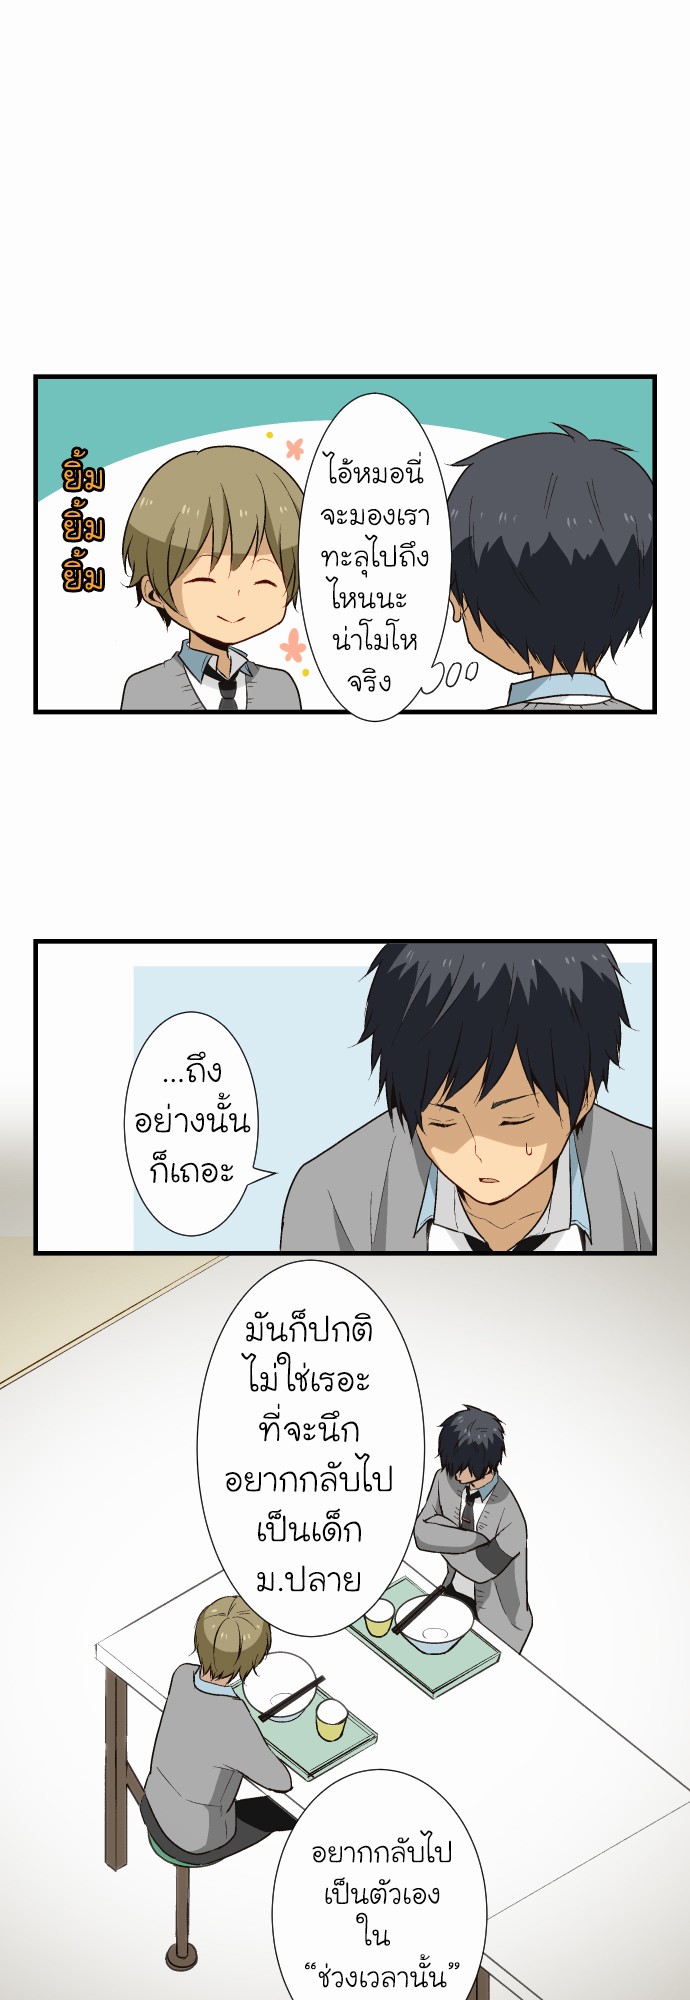 ยิ้ม
ยิ้ม
ยิ้ม
ไอ้หมอนี่
จะมองเรา
ทะลุไปถึง
ไหนนะ
น่าโมโห
จริง
...ถึง
อย่างนั้น
ก็เถอะ
มันก็ปกติ
ไม่ใช่เรอะ
ที่จะนึก
อยากกลับไป
เป็นเด็ก
ม.ปลาย
อยากกลับไป
เป็นตัวเอง
ใน
“ช่วงเวลานั้น”